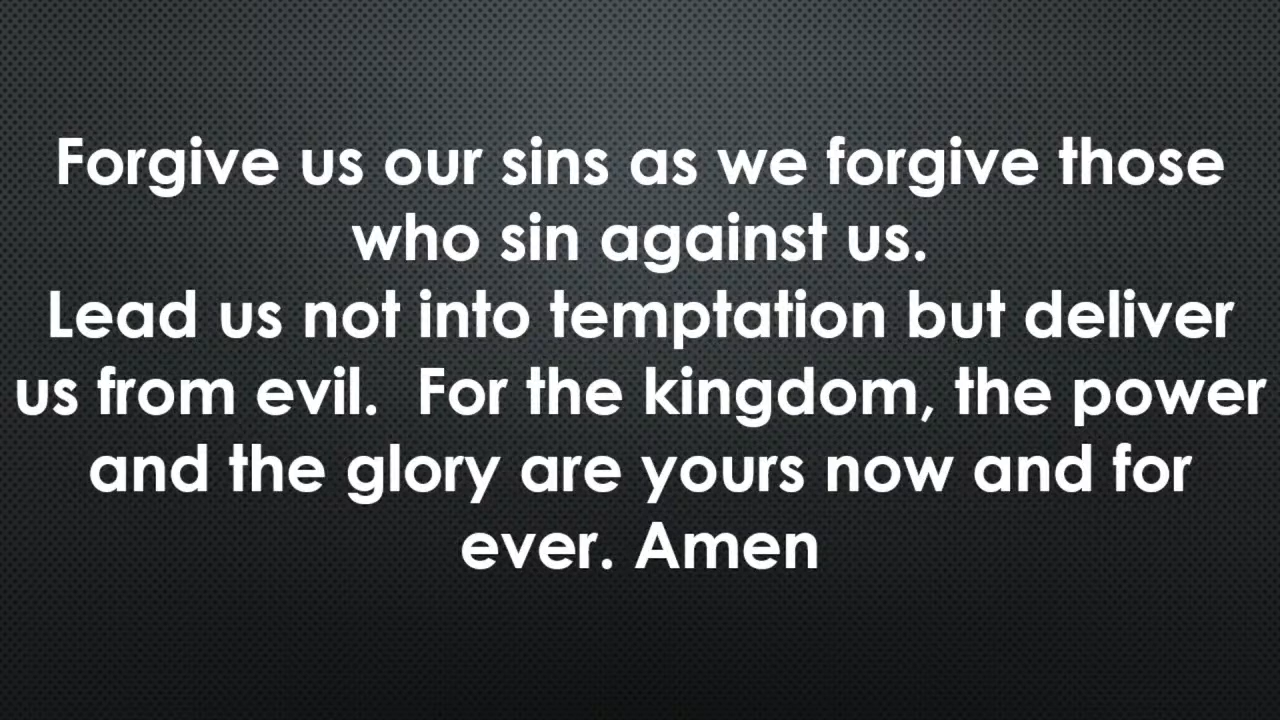 Forgive us our sins as we forgive those
who sin against us.
Lead us not into temptation but deliver
us from evil.  For the kingdom, the power
and the glory are yours now and for
ever. Amen